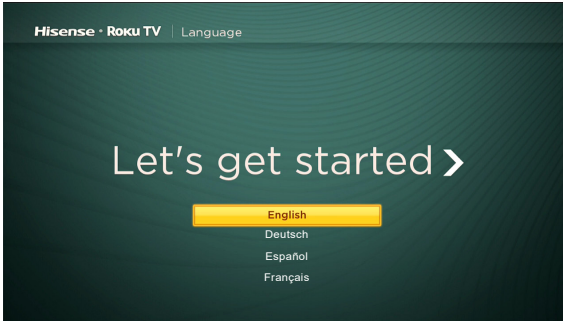 Hisense · ROKU TV | Language
Let's get started
English
Deutsch
Español
Français